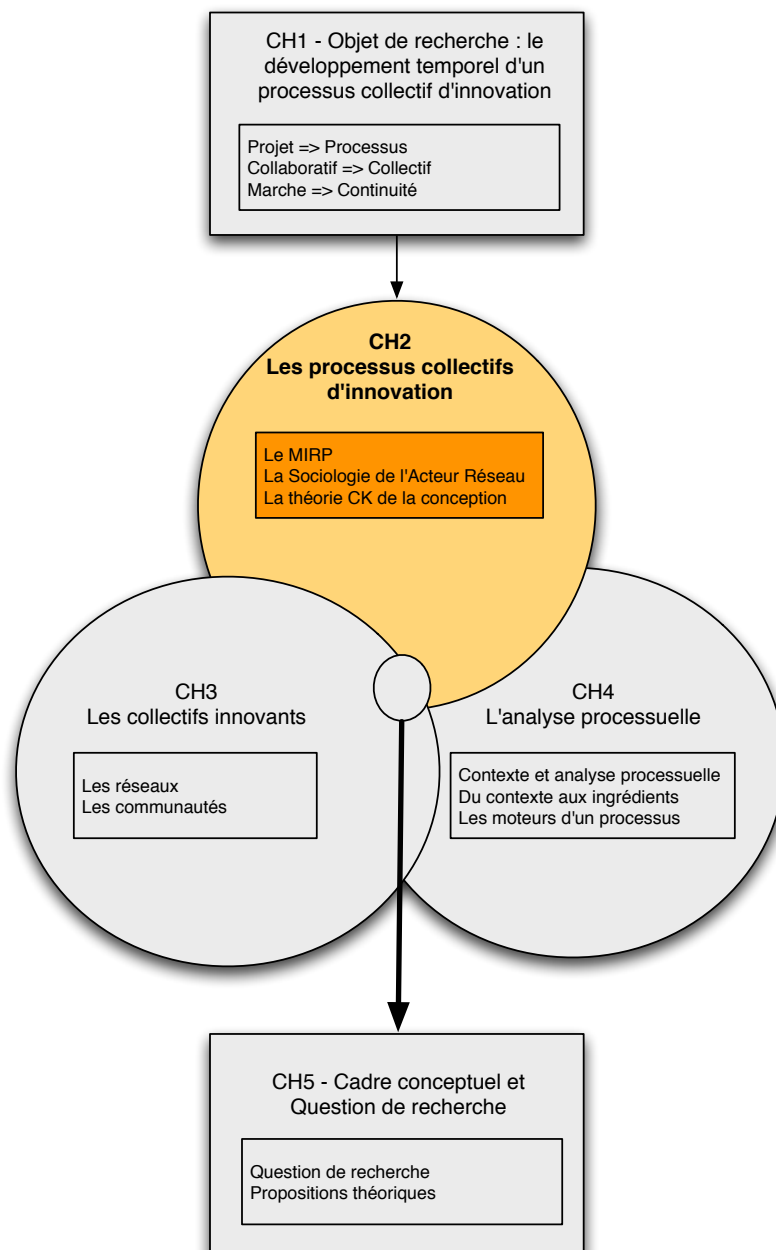 CH1 - Objet de recherche : le
développement temporel d'un
processus collectif d'innovation
Projet => Processus
Collaboratif => Collectif
Marche => Continuité
CH2
Les processus collectifs
d'innovation
Le MIRP
La Sociologie de l'Acteur Réseau
La théorie CK de la conception
CH3
Les collectifs innovants
Les réseaux
Les communautés
CH4
L'analyse processuelle
Contexte et analyse processuelle
Du contexte aux ingrédients
Les moteurs d'un processus
CH5 - Cadre conceptuel et
Question de recherche
Question de recherche
Propositions théoriques